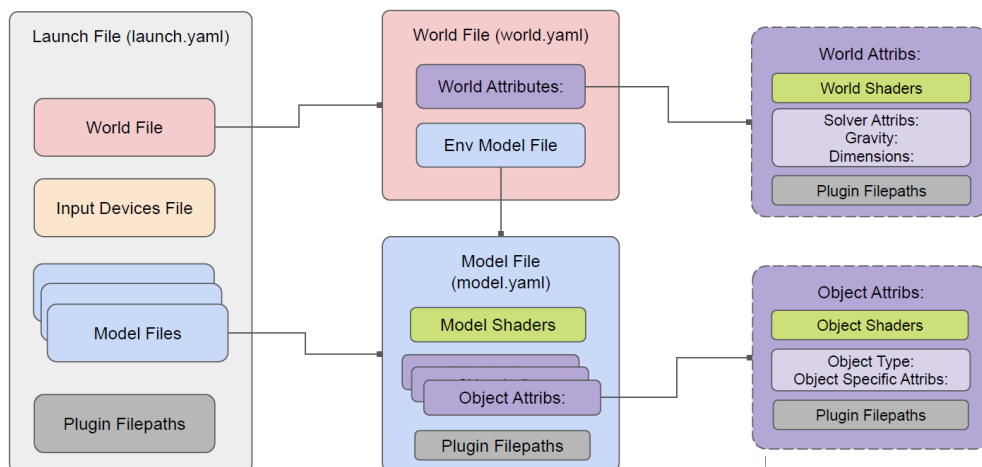 Launch File (launch.yaml)
World File
Input Devices File
Model Files
Plugin Filepaths
World File (world.yaml)
World Attributes:
Env Model File
Model File
(model.yaml)
Model Shaders
Object Attribs:
Plugin Filepaths
World Attribs:
World Shaders
Solver Attribs:
Gravity:
Dimensions:
Plugin Filepaths
Object Attribs:
Object Shaders
Object Type:
Object Specific Attribs:
Plugin Filepaths